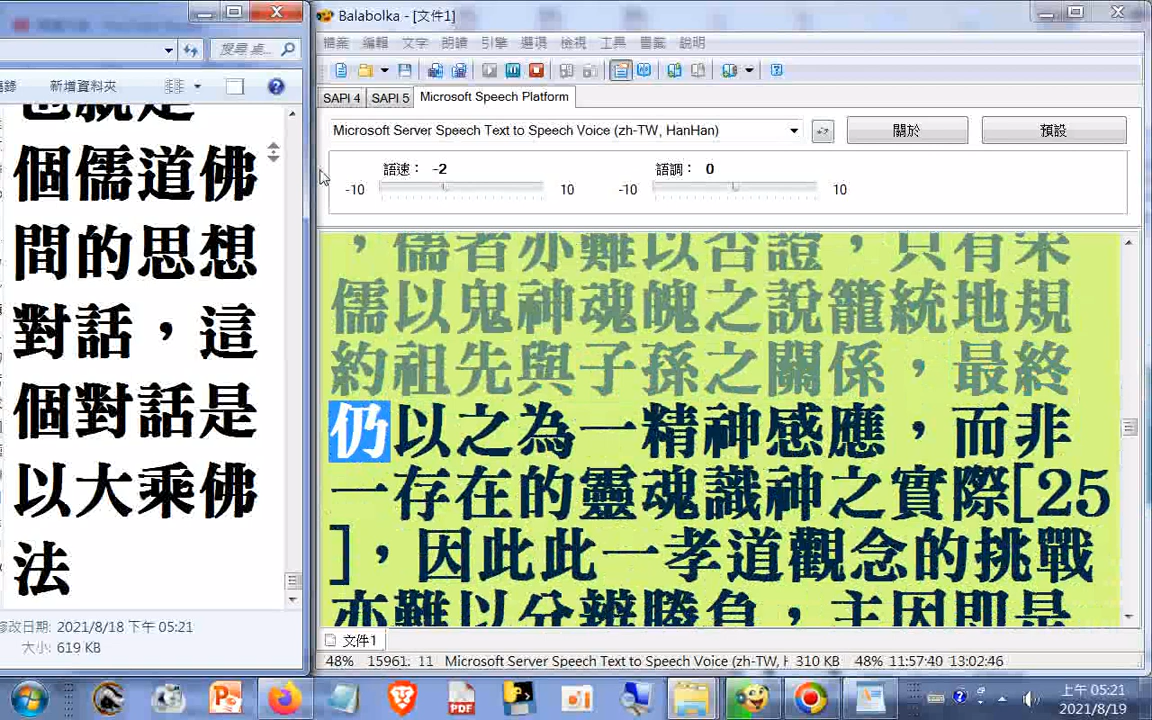 搜尋 桌...
新增資料夾
個儒道佛
間的思想
對話，這
個對話是
以大乘佛
法
修改日期: 2021/8/18 下午 05:21
大小: 619 KB
Balabolka - [文件1]
檔案 編輯 文字 朗讀 引擎 選項 檢視 工具 書籤 說明
SAPI 4 SAPI 5 Microsoft Speech Platform
Microsoft Server Speech Text to Speech Voice (zh-TW, HanHan)
關於 預設
語速： -2 語調： 0
-10 10 -10 10
，儒者亦難以否證，只有宋
儒以鬼神魂魄之說籠統地規
約祖先與子孫之關係，最終
仍以之為一精神感應，而非
一存在的靈魂識神之實際[25
]，因此此一孝道觀念的挑戰
亦難以分辨勝負，主因即是
文件1
48% 15961: 11 Microsoft Server Speech Text to Speech Voice (zh-TW, H 310 KB 48% 11:57:40 13:02:46
PDF
上午 05:21
2021/8/19